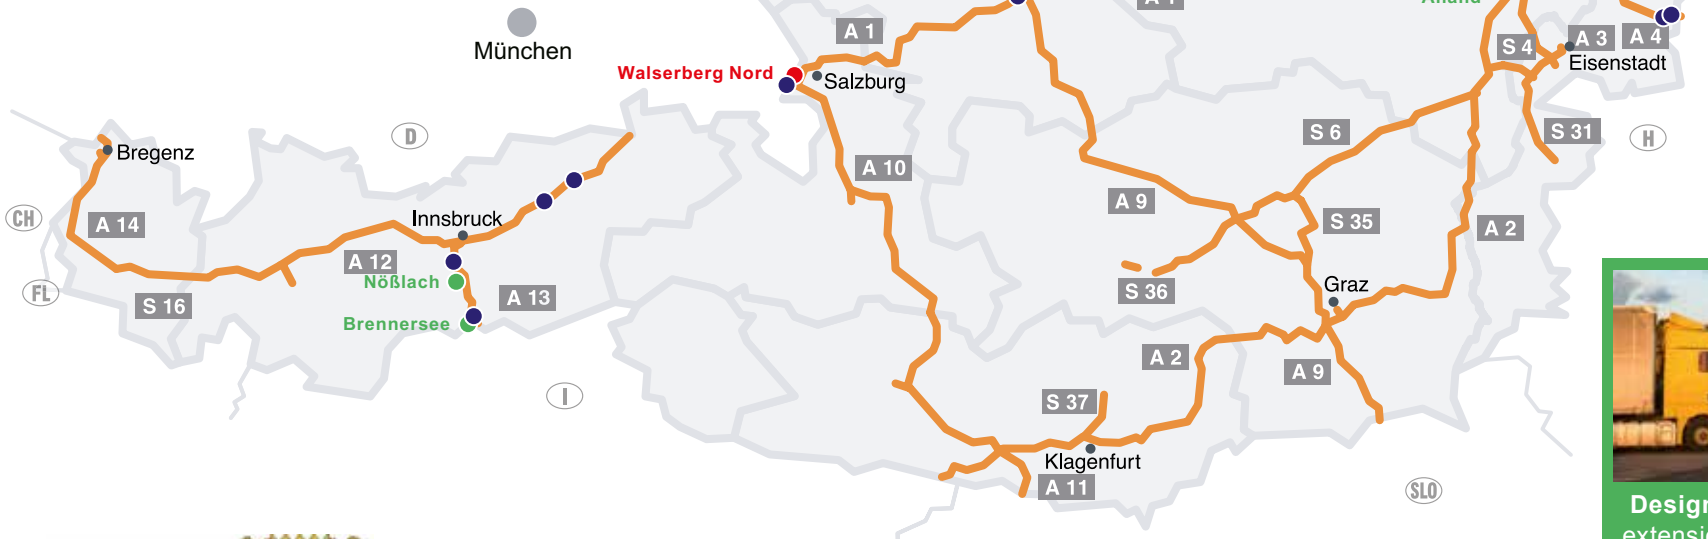 A 1
München
S 4
A 3
A 4
Walserberg Nord
Salzburg
Eisenstadt
D
S 6
S 31
H
Bregenz
A 10
A 9
CH
A 14
Innsbruck
S 35
A 2
A 12
Nößlach
FL
S 16
A 13
S 36
Graz
Brennersee
A 2
A 9
I
S 37
Klagenfurt
A 11
SLO